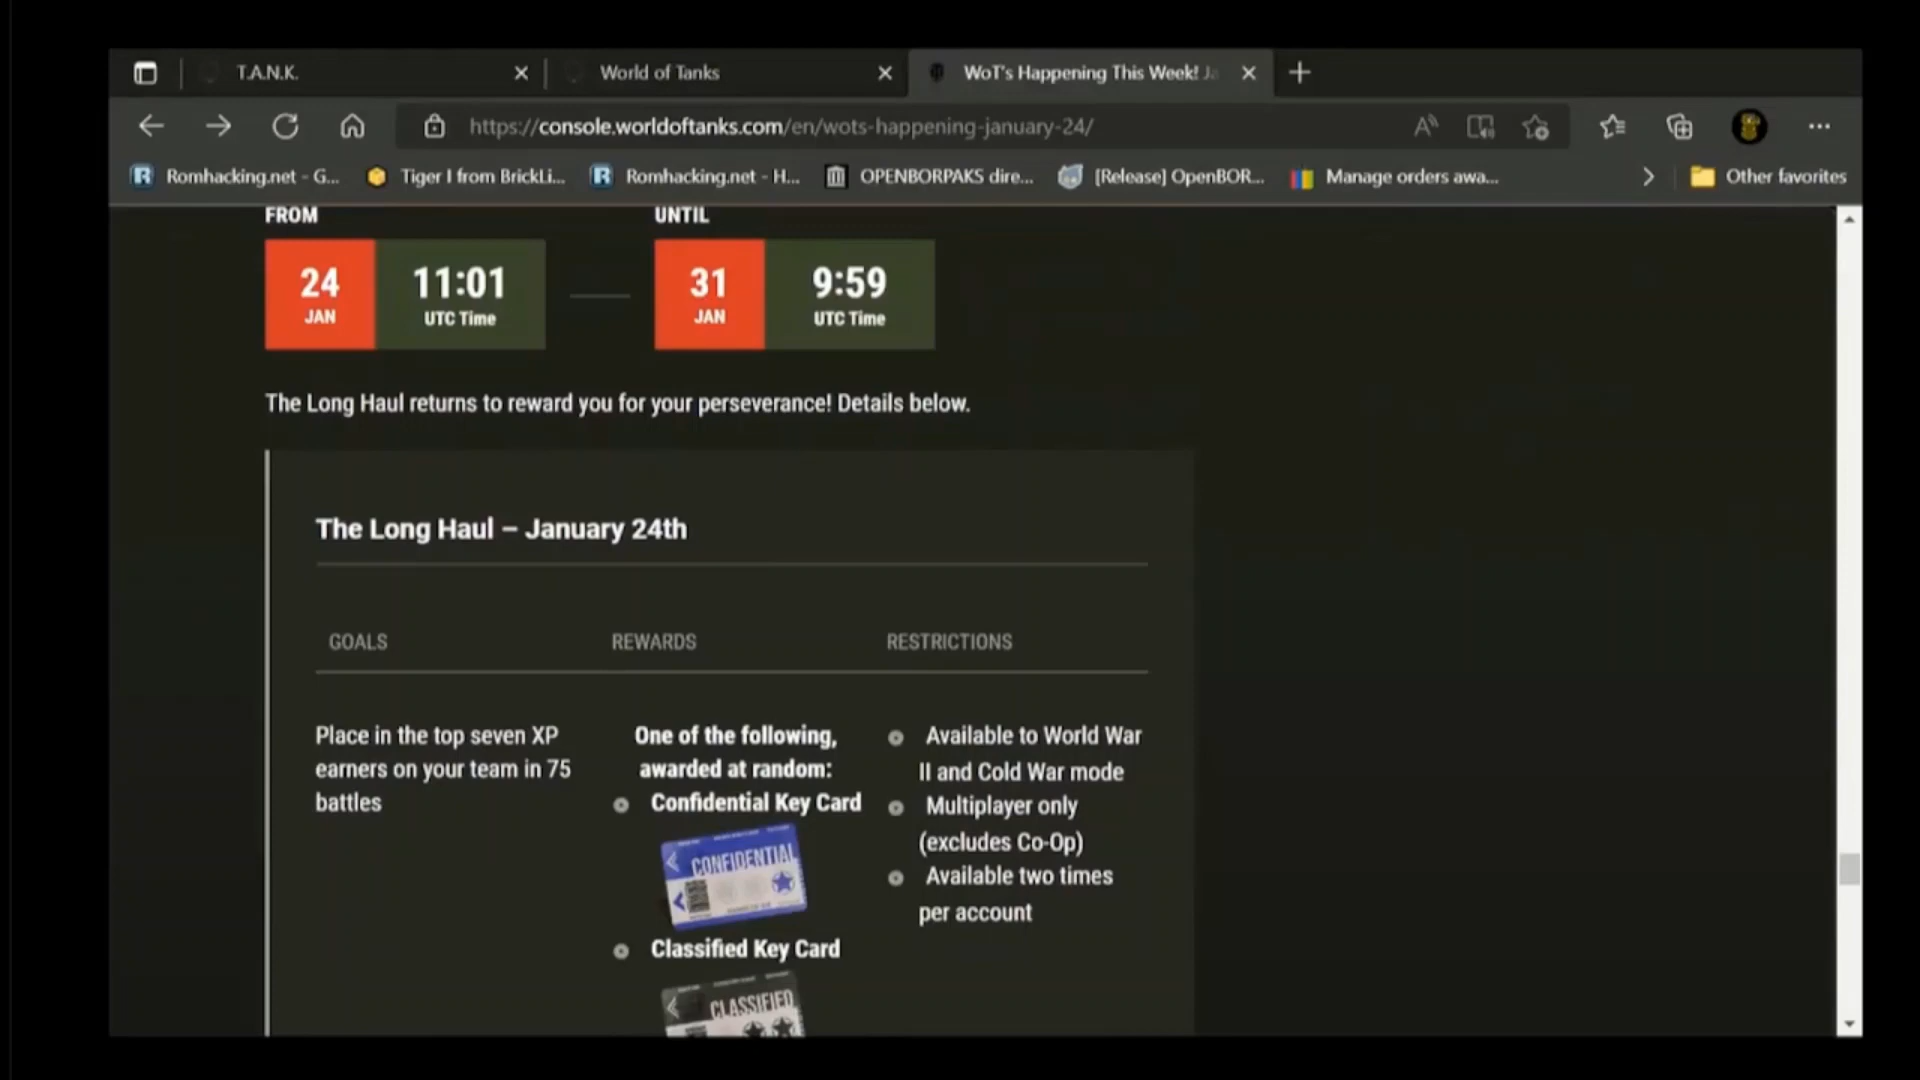 T.A.N.K.
World of Tanks
WoT's Happening This Week! Ja
https://console.worldoftanks.com/en/wots-happening-january-24/
Romhacking.net - G...
Tiger I from BrickLi...
Romhacking.net - H...
OPENBORPAKS dire...
[Release] OpenBOR...
Manage orders awa...
Other favorites
FROM
UNTIL
24
JAN
11:01
UTC Time
31
JAN
9:59
UTC Time
The Long Haul returns to reward you for your perseverance! Details below.
The Long Haul – January 24th
GOALS
REWARDS
RESTRICTIONS
Place in the top seven XP
earners on your team in 75
battles
One of the following,
awarded at random:
Confidential Key Card
CONFIDENTIAL
Classified Key Card
CLASSIFIED
Available to World War
II and Cold War mode
Multiplayer only
(excludes Co-Op)
Available two times
per account